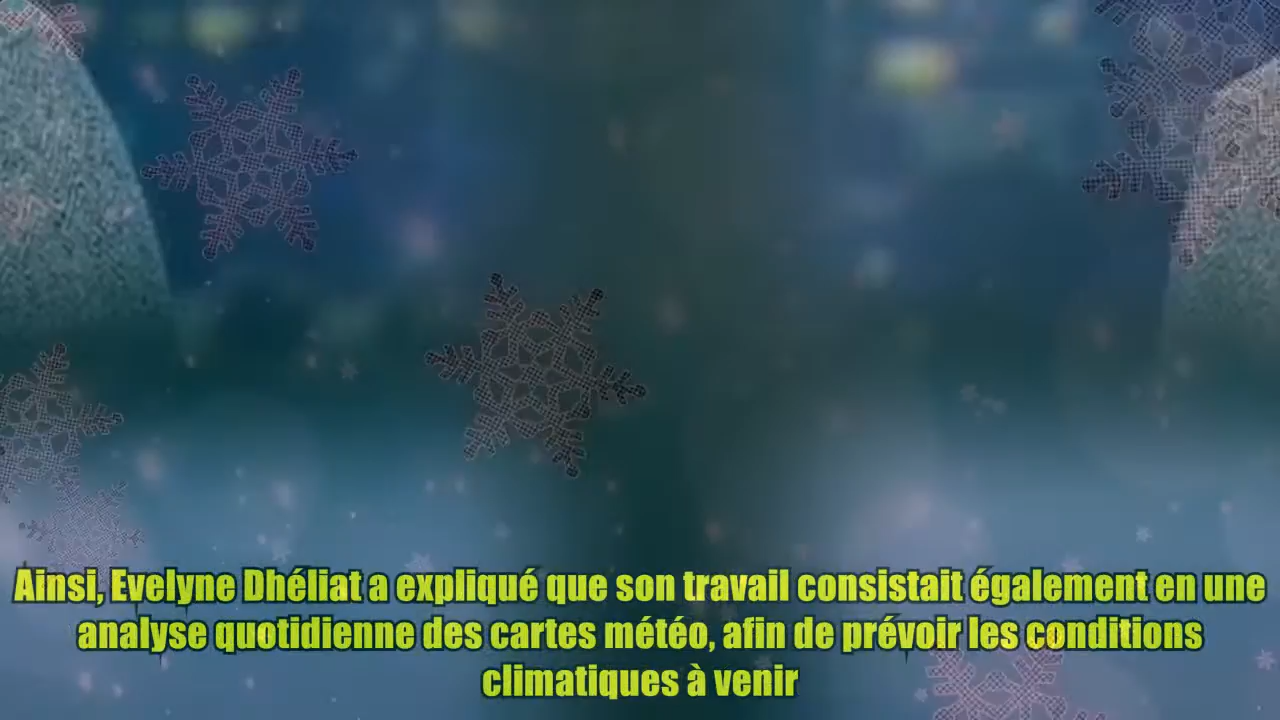 Ainsi, Evelyne Dhéliat a expliqué que son travail consistait également en une
analyse quotidienne des cartes météo, afin de prévoir les conditions
climatiques à venir